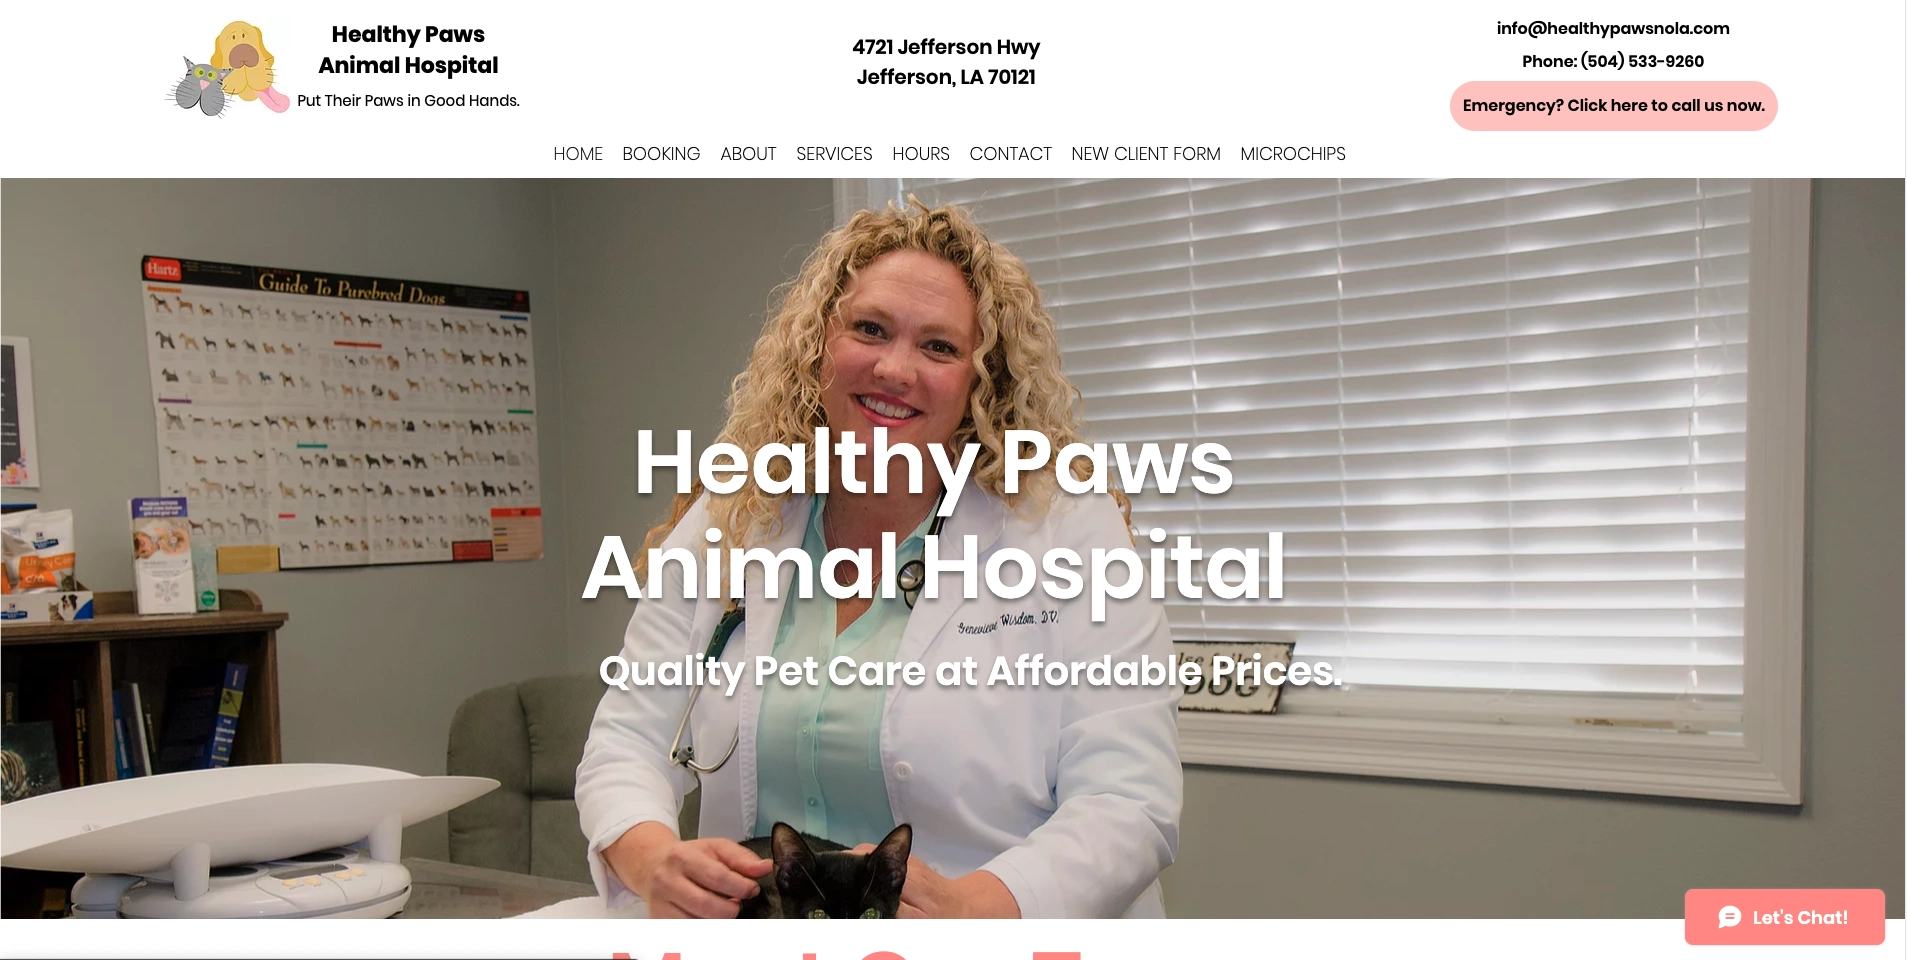 Healthy Paws
Animal Hospital
Put Their Paws in Good Hands.
4721 Jefferson Hwy
Jefferson, LA 70121
info@healthypawsnola.com
Phone: (504) 533-9260
Emergency? Click here to call us now.
HOME BOOKING ABOUT SERVICES HOURS CONTACT NEW CLIENT FORM MICROCHIPS
Hartz
Guide To Purebred Dogs
Healthy Paws
Animal Hospital
Genevieve Wisdom, DV
Quality Pet Care at Affordable Prices.
DOG
c/d
Let's Chat!